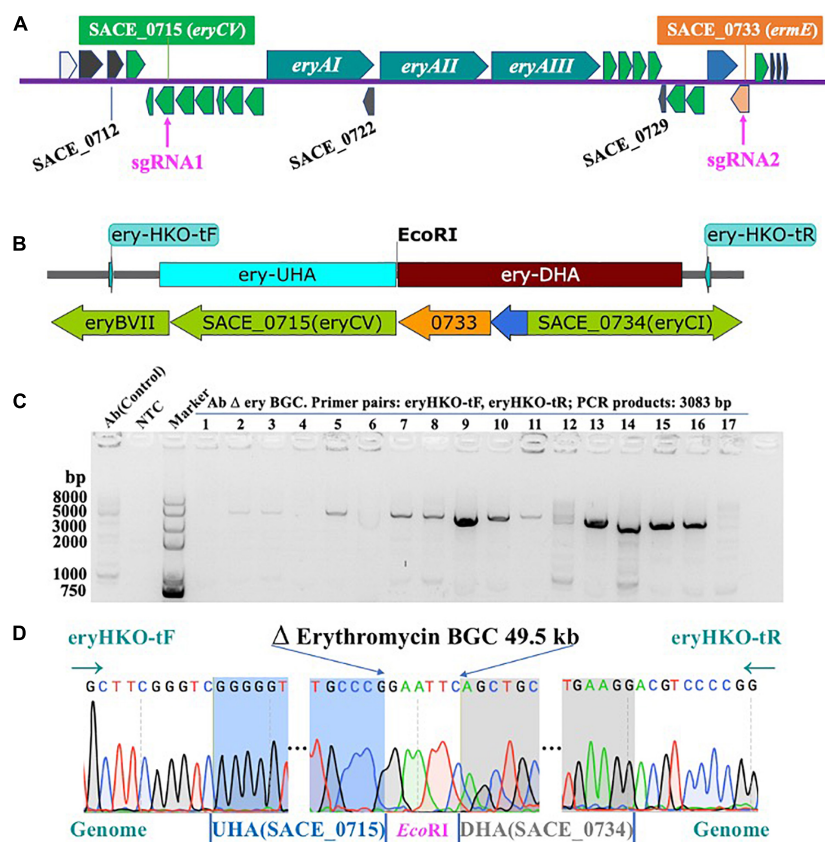 A
SACE_0715 (eryCV)
SACE_0733 (ermE)
eryAI
eryAII
eryAIII
SACE_0712
sgRNA1
SACE_0722
SACE_0729
sgRNA2
B
ery-HKO-tF
EcoRI
ery-HKO-tR
ery-UHA
ery-DHA
eryBVII
SACE_0715(eryCV)
0733
SACE_0734(eryCI)
C
Ab(Control)
NTC
Marker
Ab Δ ery BGC. Primer pairs: eryHKO-tF, eryHKO-tR; PCR products: 3083 bp
1 2 3 4 5 6 7 8 9 10 11 12 13 14 15 16 17
bp
8000
5000
3000
2000
1000
750
D
eryHKO-tF
Δ Erythromycin BGC 49.5 kb
eryHKO-tR
GCTTCGGGTCGGGGGT TGCCCGGAATTCAGCTGC TGAAGGACGTCCCCGG
... ...
Genome UHA(SACE_0715) EcoRI DHA(SACE_0734) Genome